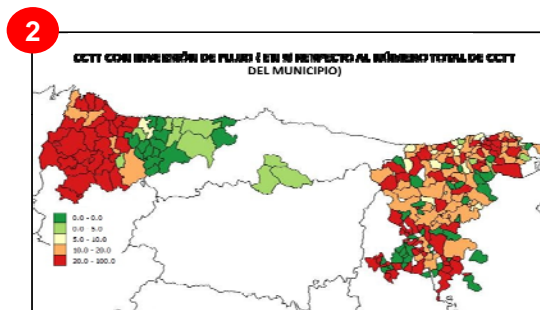 2
CCTT CON INVERSIÓN DE FLUJO (EN % RESPECTO AL NÚMERO TOTAL DE CCTT
DEL MUNICIPIO)
0.0 - 0.0
0.0 - 5.0
5.0 - 10.0
10.0 - 20.0
20.0 - 100.0